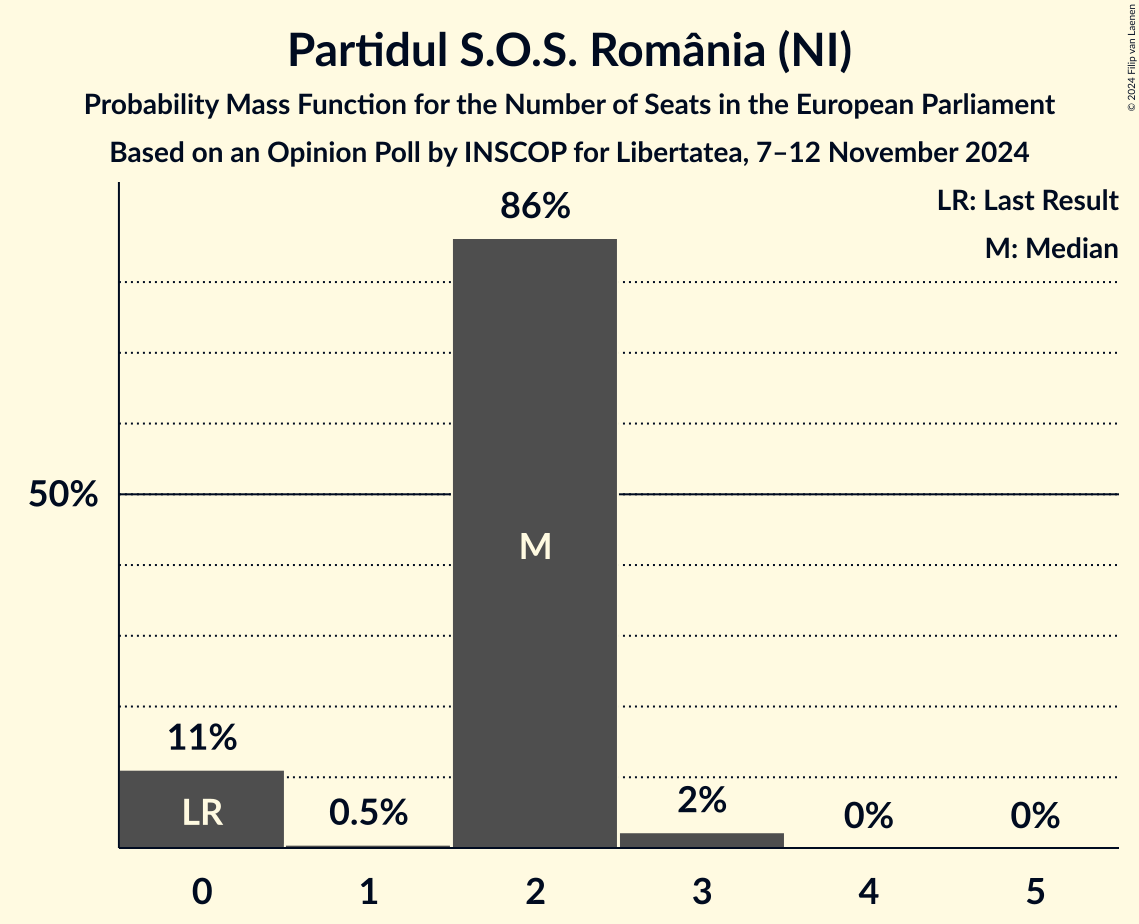 Partidul S.O.S. România (NI)
Probability Mass Function for the Number of Seats in the European Parliament
Based on an Opinion Poll by INSCOP for Libertatea, 7–12 November 2024
© 2024 Filip van Laenen
LR: Last Result
M: Median
86%
50%
M
11%
LR
0.5%
2%
0%
0%
0 1 2 3 4 5